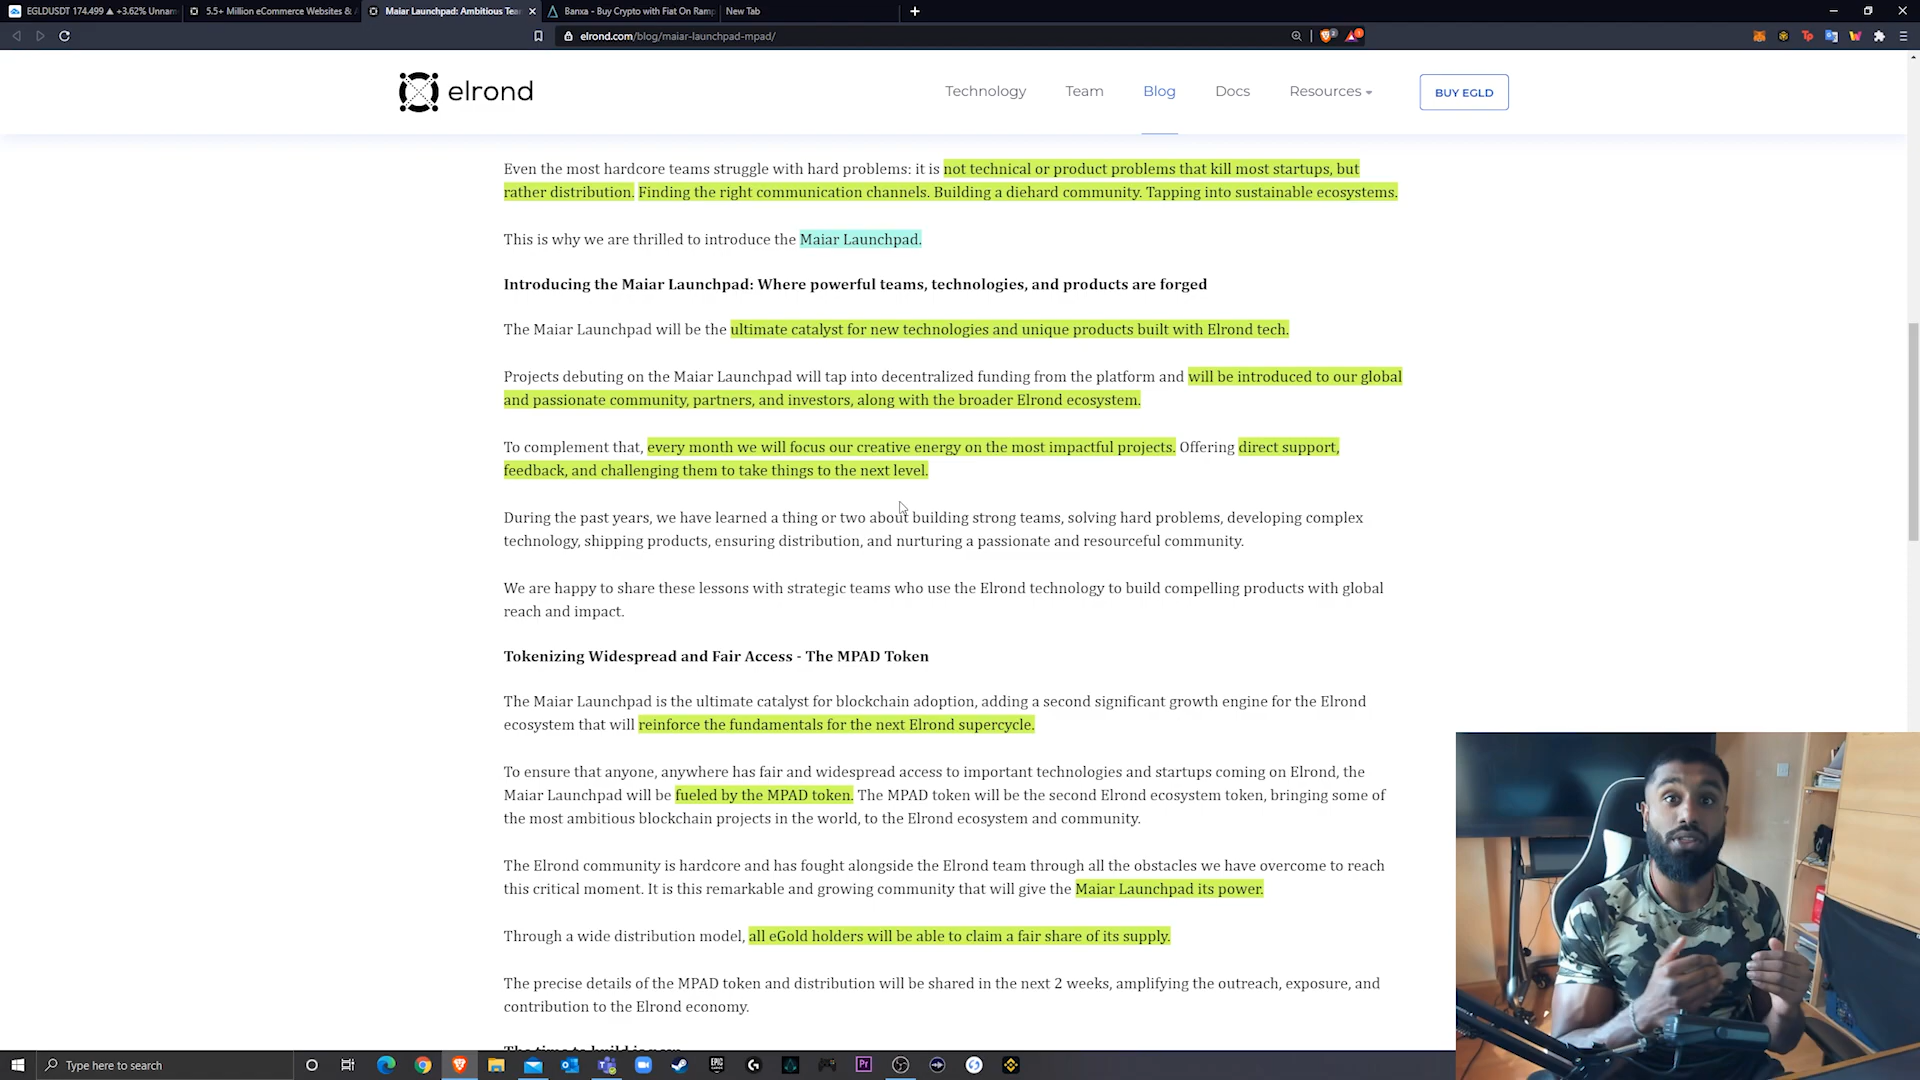 EGLDUSDT 174.499 ▲ +3.62% Unnam
5.5+ Million eCommerce Websites &
Maiar Launchpad: Ambitious Tea
Banxa - Buy Crypto with Fiat On Ramp
New Tab
elrond.com/blog/maiar-launchpad-mpad/
elrond
Technology
Team
Blog
Docs
Resources
BUY EGLD
Even the most hardcore teams struggle with hard problems: it is not technical or product problems that kill most startups, but
rather distribution. Finding the right communication channels. Building a diehard community. Tapping into sustainable ecosystems.
This is why we are thrilled to introduce the Maiar Launchpad.
Introducing the Maiar Launchpad: Where powerful teams, technologies, and products are forged
The Maiar Launchpad will be the ultimate catalyst for new technologies and unique products built with Elrond tech.
Projects debuting on the Maiar Launchpad will tap into decentralized funding from the platform and will be introduced to our global
and passionate community, partners, and investors, along with the broader Elrond ecosystem.
To complement that, every month we will focus our creative energy on the most impactful projects. Offering direct support,
feedback, and challenging them to take things to the next level.
During the past years, we have learned a thing or two about building strong teams, solving hard problems, developing complex
technology, shipping products, ensuring distribution, and nurturing a passionate and resourceful community.
We are happy to share these lessons with strategic teams who use the Elrond technology to build compelling products with global
reach and impact.
Tokenizing Widespread and Fair Access - The MPAD Token
The Maiar Launchpad is the ultimate catalyst for blockchain adoption, adding a second significant growth engine for the Elrond
ecosystem that will reinforce the fundamentals for the next Elrond supercycle.
To ensure that anyone, anywhere has fair and widespread access to important technologies and startups coming on Elrond, the
Maiar Launchpad will be fueled by the MPAD token. The MPAD token will be the second Elrond ecosystem token, bringing some of
the most ambitious blockchain projects in the world, to the Elrond ecosystem and community.
The Elrond community is hardcore and has fought alongside the Elrond team through all the obstacles we have overcome to reach
this critical moment. It is this remarkable and growing community that will give the Maiar Launchpad its power.
Through a wide distribution model, all eGold holders will be able to claim a fair share of its supply.
The precise details of the MPAD token and distribution will be shared in the next 2 weeks, amplifying the outreach, exposure, and
contribution to the Elrond economy.
The time to build is now
Type here to search